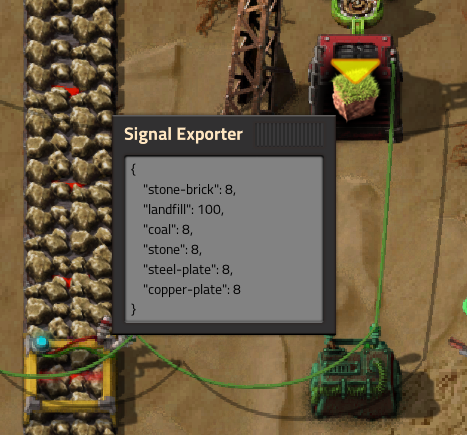 Signal Exporter
{
"stone-brick": 8,
"landfill": 100,
"coal": 8,
"stone": 8,
"steel-plate": 8,
"copper-plate": 8
}